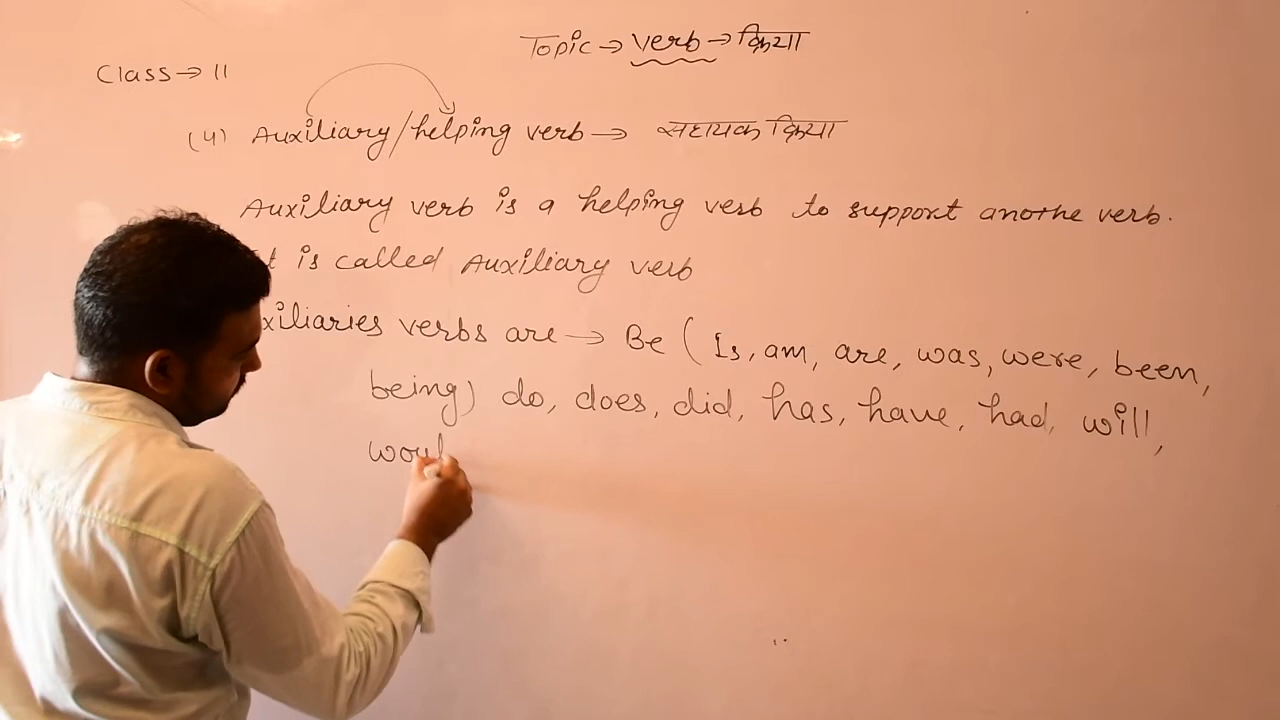 Topic → verb → क्रिया
Class → 11
(4) Auxiliary/helping verb → सहायक क्रिया
Auxiliary verb is a helping verb to support anothe verb.
t is called Auxiliary verb
xiliaries verbs are → Be ( Is, am, are, was, were, been,
being) do, does, did, has, have, had, will,
woul